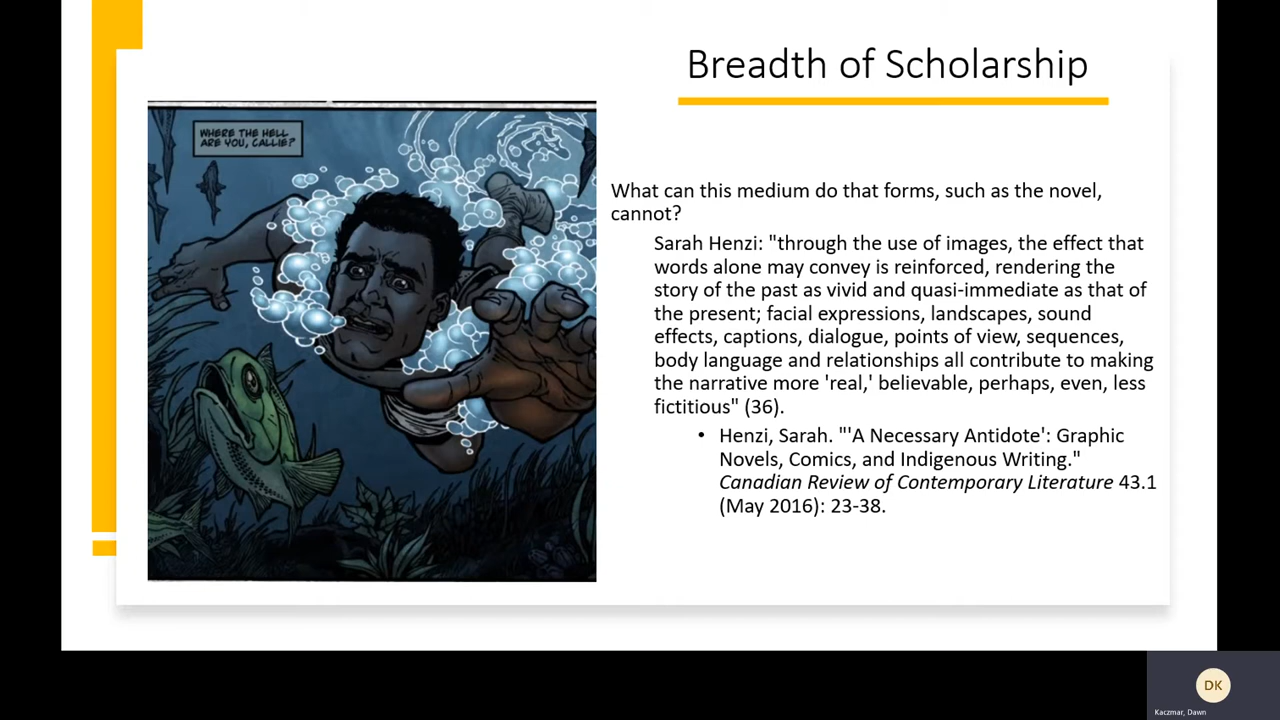 Breadth of Scholarship
WHERE THE HELL
ARE YOU, CALLIE?
What can this medium do that forms, such as the novel,
cannot?
Sarah Henzi: "through the use of images, the effect that
words alone may convey is reinforced, rendering the
story of the past as vivid and quasi-immediate as that of
the present; facial expressions, landscapes, sound
effects, captions, dialogue, points of view, sequences,
body language and relationships all contribute to making
the narrative more 'real,' believable, perhaps, even, less
fictitious" (36).
• Henzi, Sarah. "'A Necessary Antidote': Graphic
Novels, Comics, and Indigenous Writing."
Canadian Review of Contemporary Literature 43.1
(May 2016): 23-38.
DK
Kaczmar, Dawn